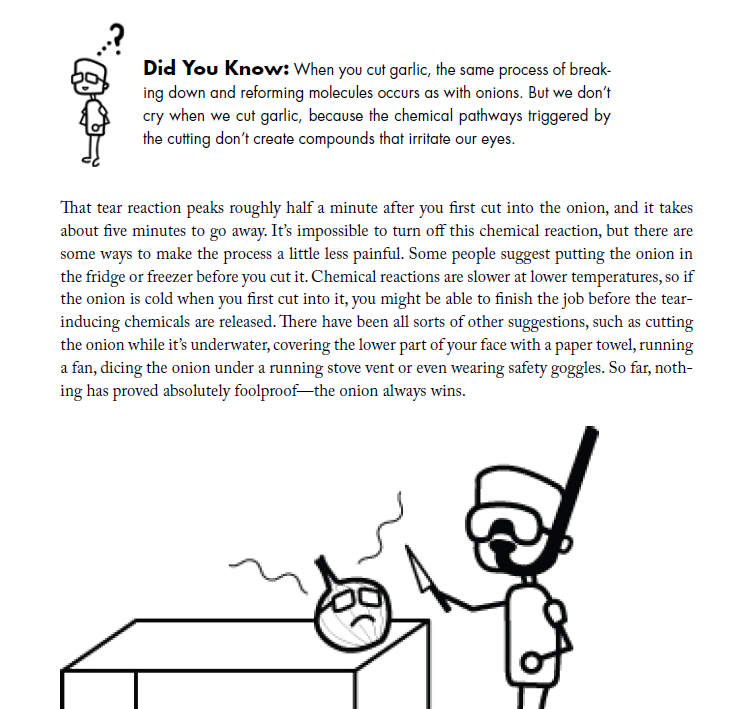 ...?
Did You Know: When you cut garlic, the same process of break-
ing down and reforming molecules occurs as with onions. But we don’t
cry when we cut garlic, because the chemical pathways triggered by
the cutting don’t create compounds that irritate our eyes.
That tear reaction peaks roughly half a minute after you first cut into the onion, and it takes
about five minutes to go away. It’s impossible to turn off this chemical reaction, but there are
some ways to make the process a little less painful. Some people suggest putting the onion in
the fridge or freezer before you cut it. Chemical reactions are slower at lower temperatures, so if
the onion is cold when you first cut into it, you might be able to finish the job before the tear-
inducing chemicals are released. There have been all sorts of other suggestions, such as cutting
the onion while it’s underwater, covering the lower part of your face with a paper towel, running
a fan, dicing the onion under a running stove vent or even wearing safety goggles. So far, noth-
ing has proved absolutely foolproof—the onion always wins.